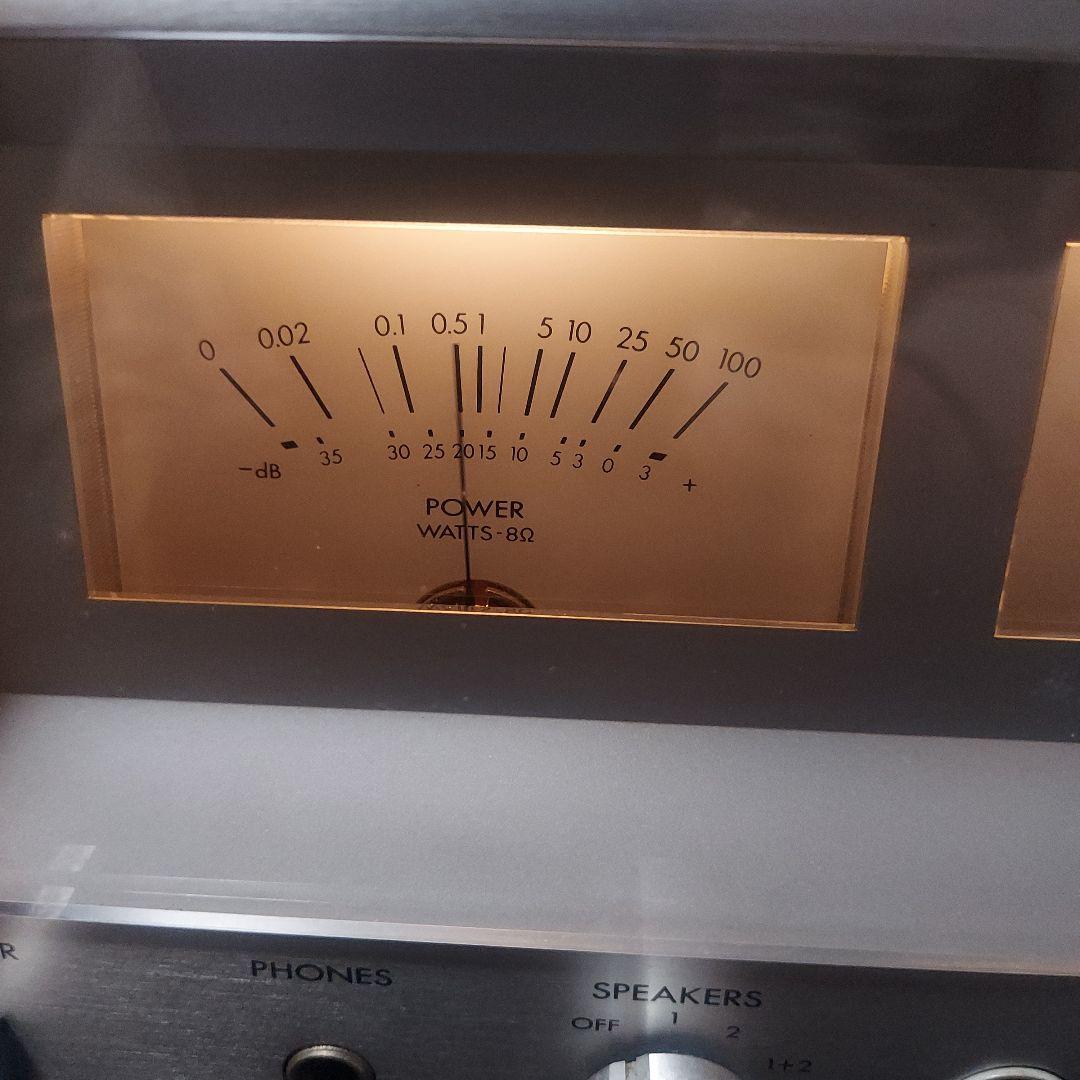 0 0.02 0.1 0.5 1 5 10 25 50 100
-dB 35 30 25 20 15 10 5 3 0 3 +
POWER
WATTS-8Ω
R
PHONES
SPEAKERS
OFF 1 2 1+2